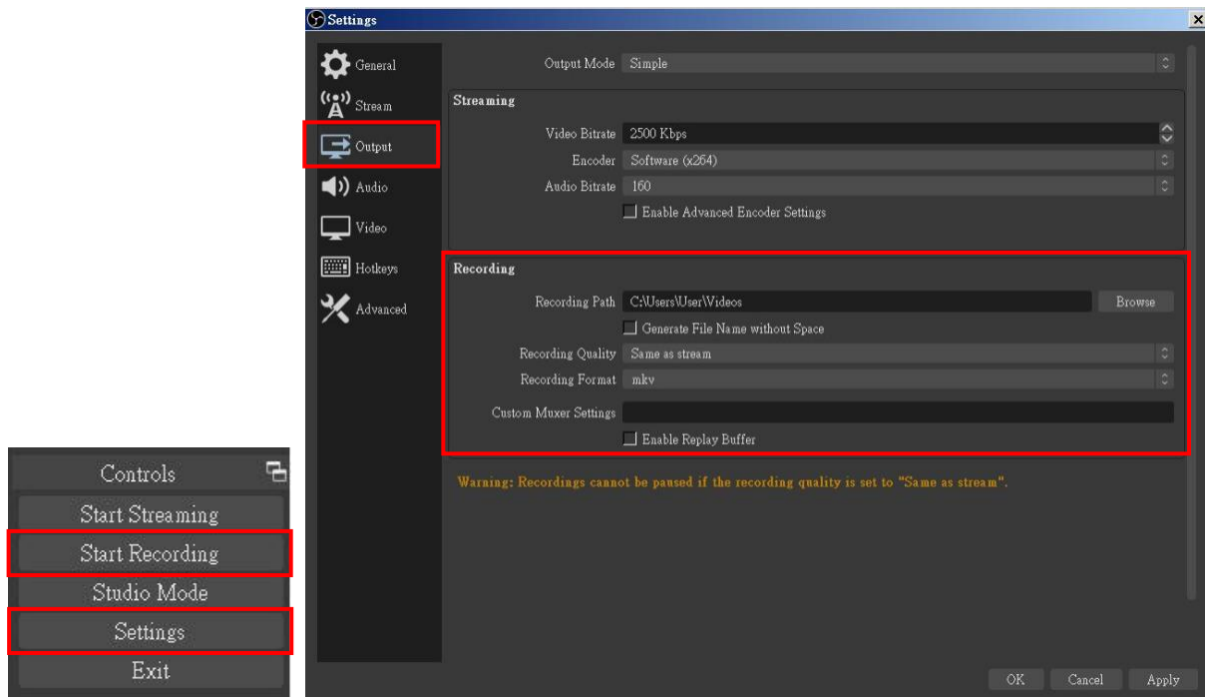 Settings
General
Stream
Output
Audio
Video
Hotkeys
Advanced
Output Mode Simple
Streaming
Video Bitrate 2500 Kbps
Encoder Software (x264)
Audio Bitrate 160
Enable Advanced Encoder Settings
Recording
Recording Path C:\Users\User\Videos Browse
Generate File Name without Space
Recording Quality Same as stream
Recording Format mkv
Custom Muxer Settings
Enable Replay Buffer
Warning: Recordings cannot be paused if the recording quality is set to "Same as stream".
OK Cancel Apply
Controls
Start Streaming
Start Recording
Studio Mode
Settings
Exit